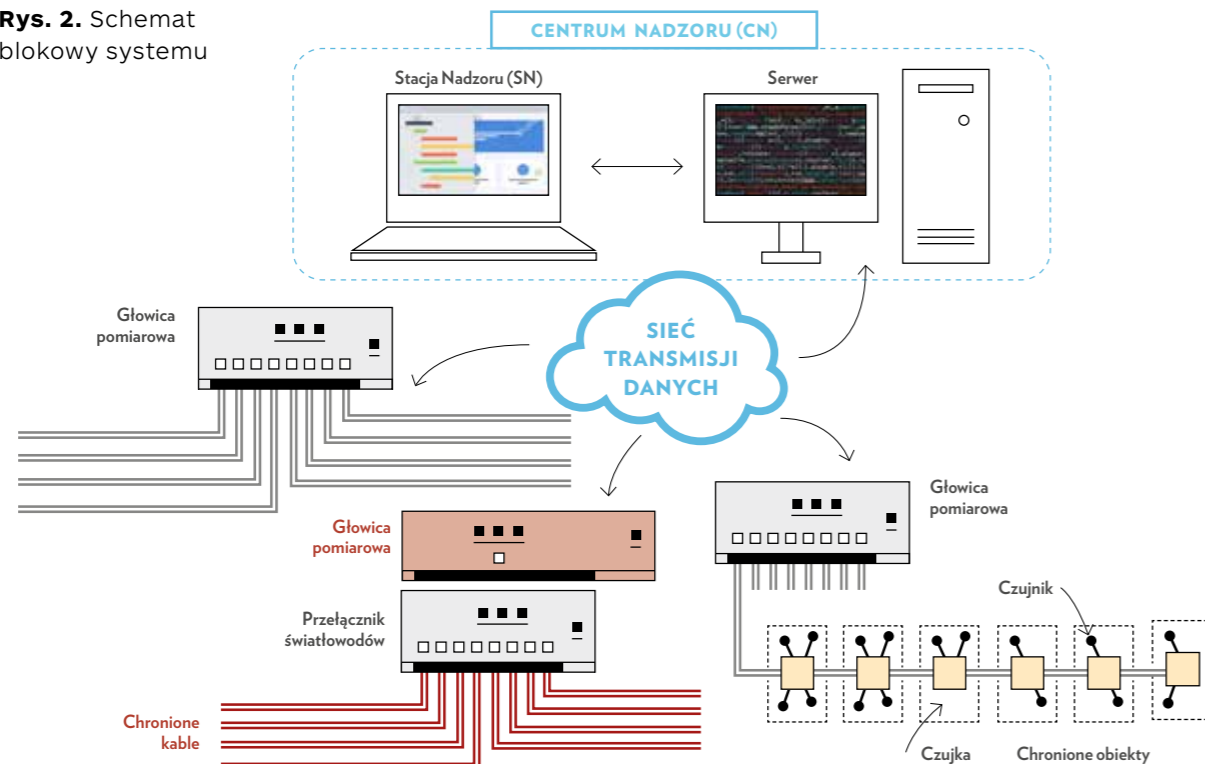 Rys. 2. Schemat
blokowy systemu
CENTRUM NADZORU (CN)
Stacja Nadzoru (SN)
Serwer
Głowica
pomiarowa
SIEĆ
TRANSMISJI
DANYCH
Głowica
pomiarowa
Głowica
pomiarowa
Przełącznik
światłowodów
Czujnik
Chronione
kable
Czujka
Chronione obiekty